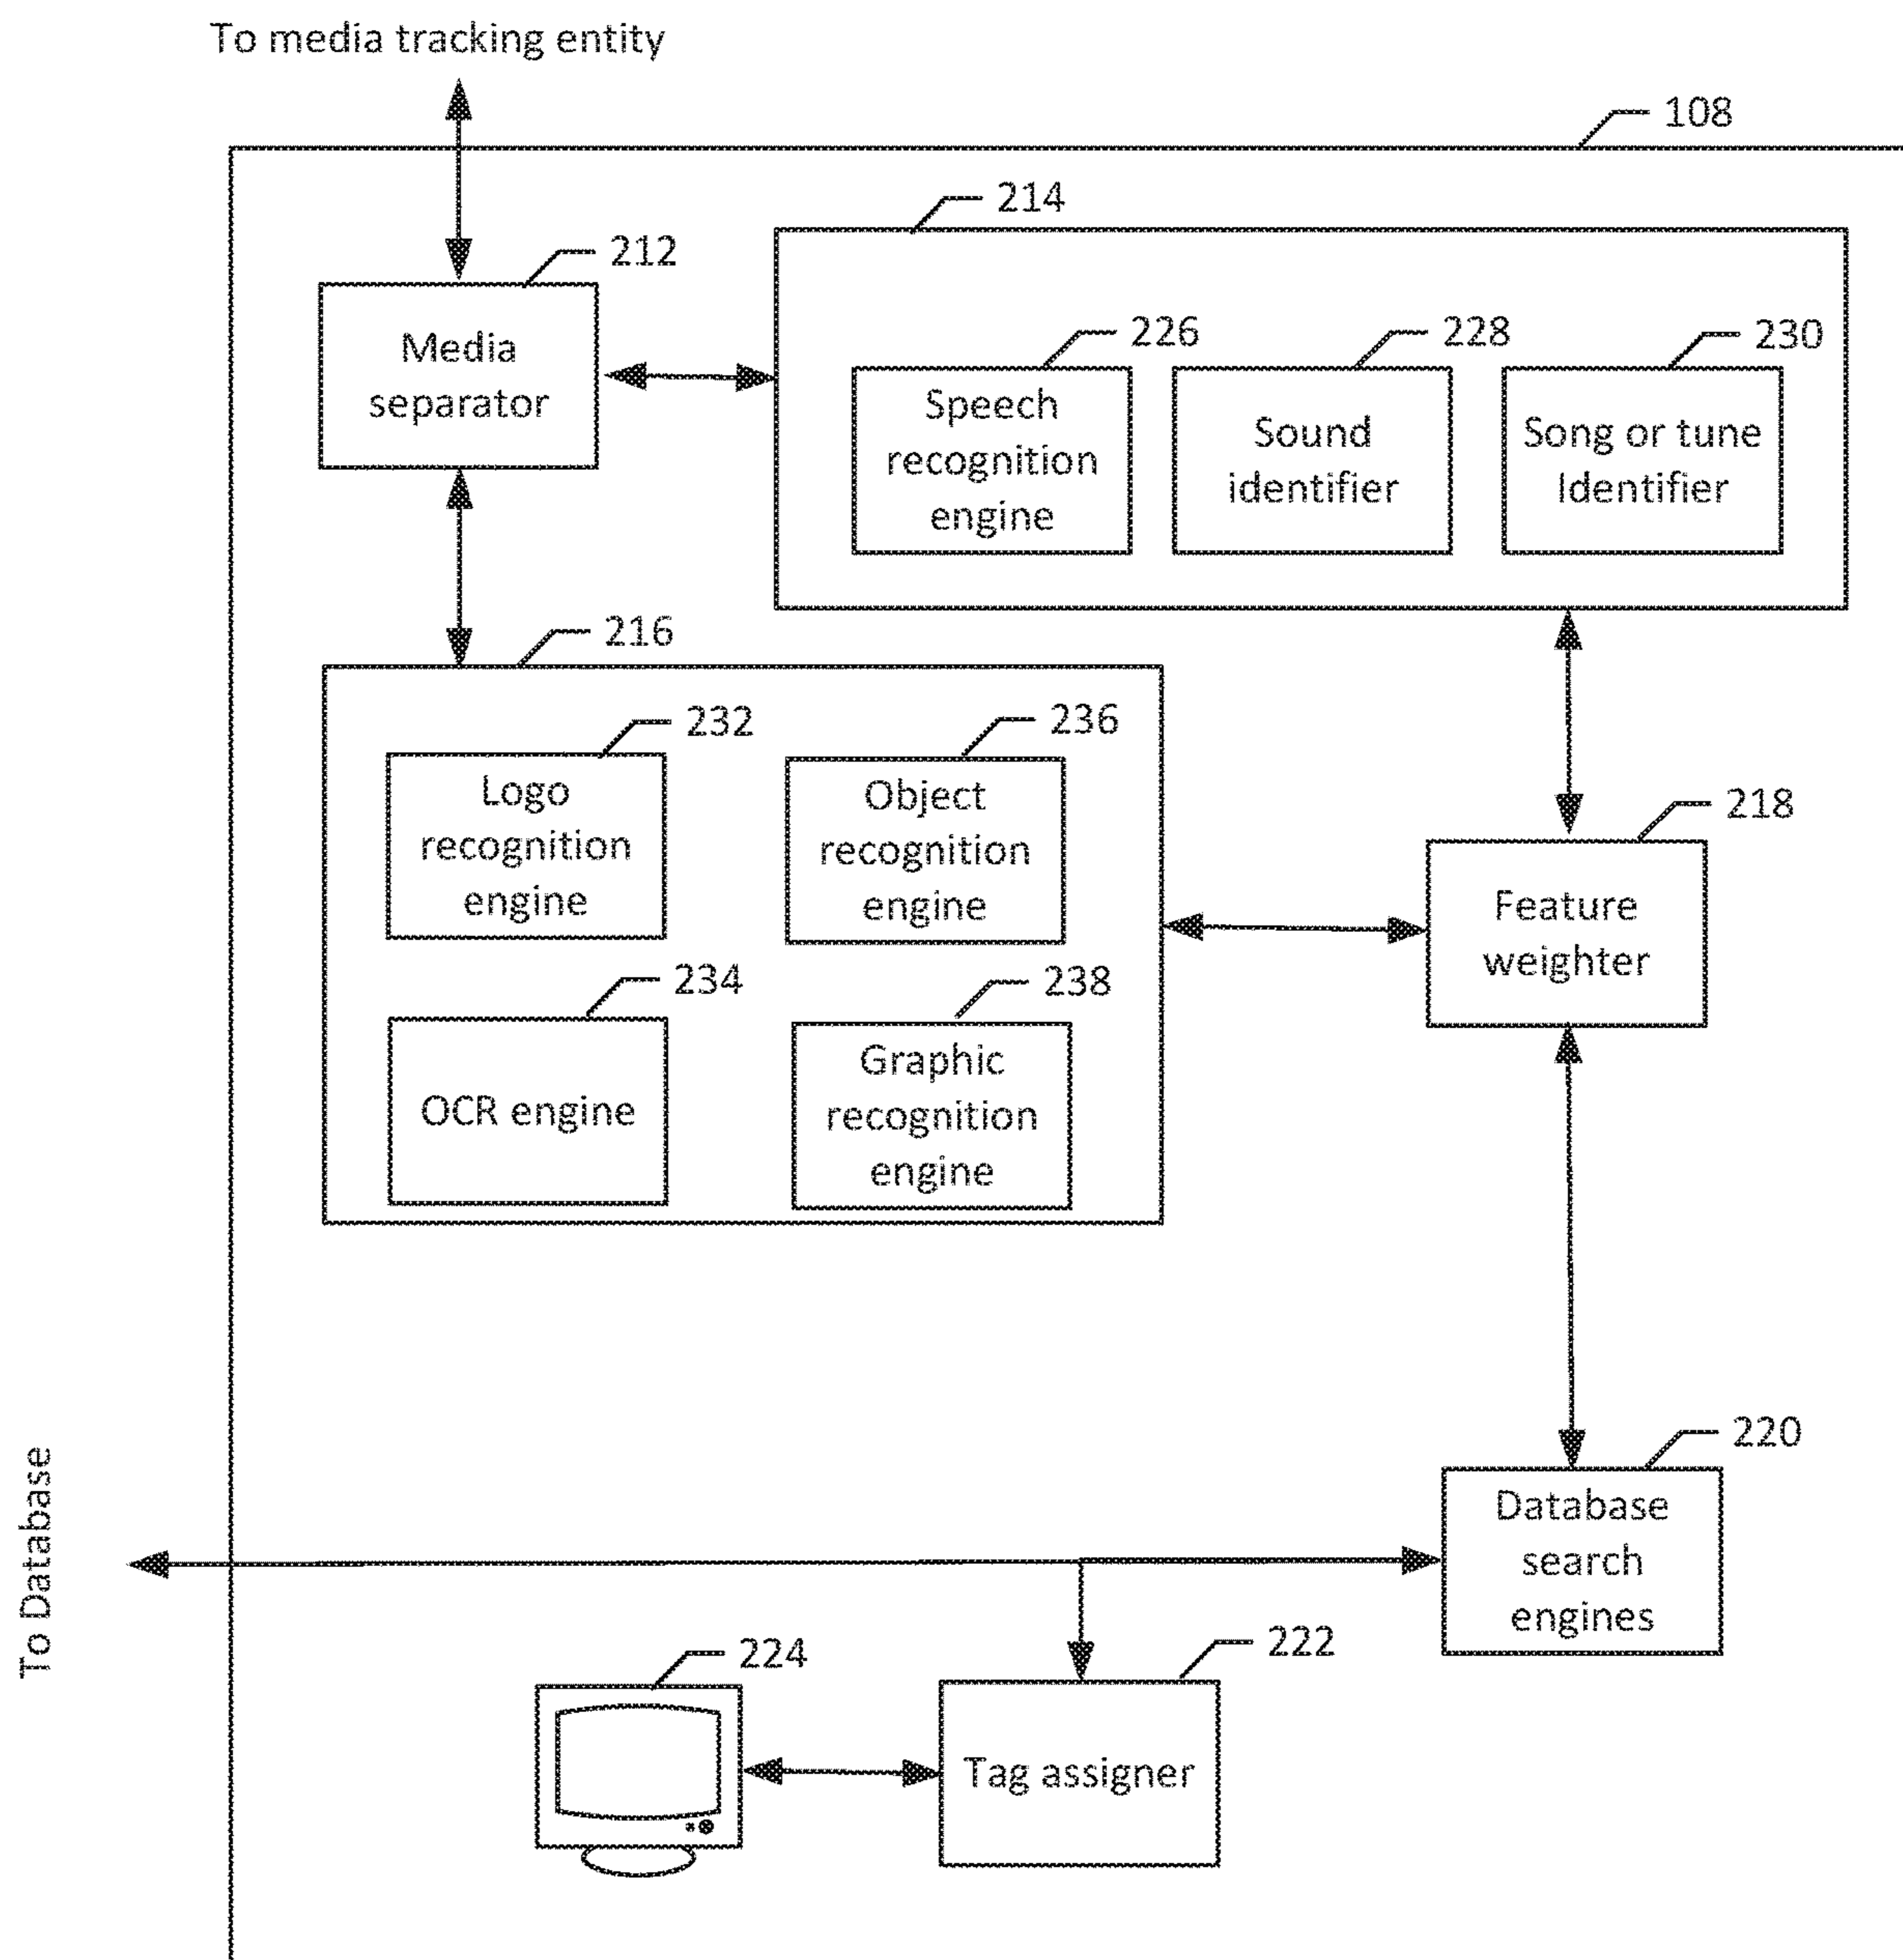 To media tracking entity
108
214
212
Media
separator
226
228
230
Speech
recognition
engine
Sound
identifier
Song or tune
Identifier
216
232
236
Logo
recognition
engine
Object
recognition
engine
218
Feature
weighter
234
238
OCR engine
Graphic
recognition
engine
220
Database
search
engines
To Database
224
222
Tag assigner